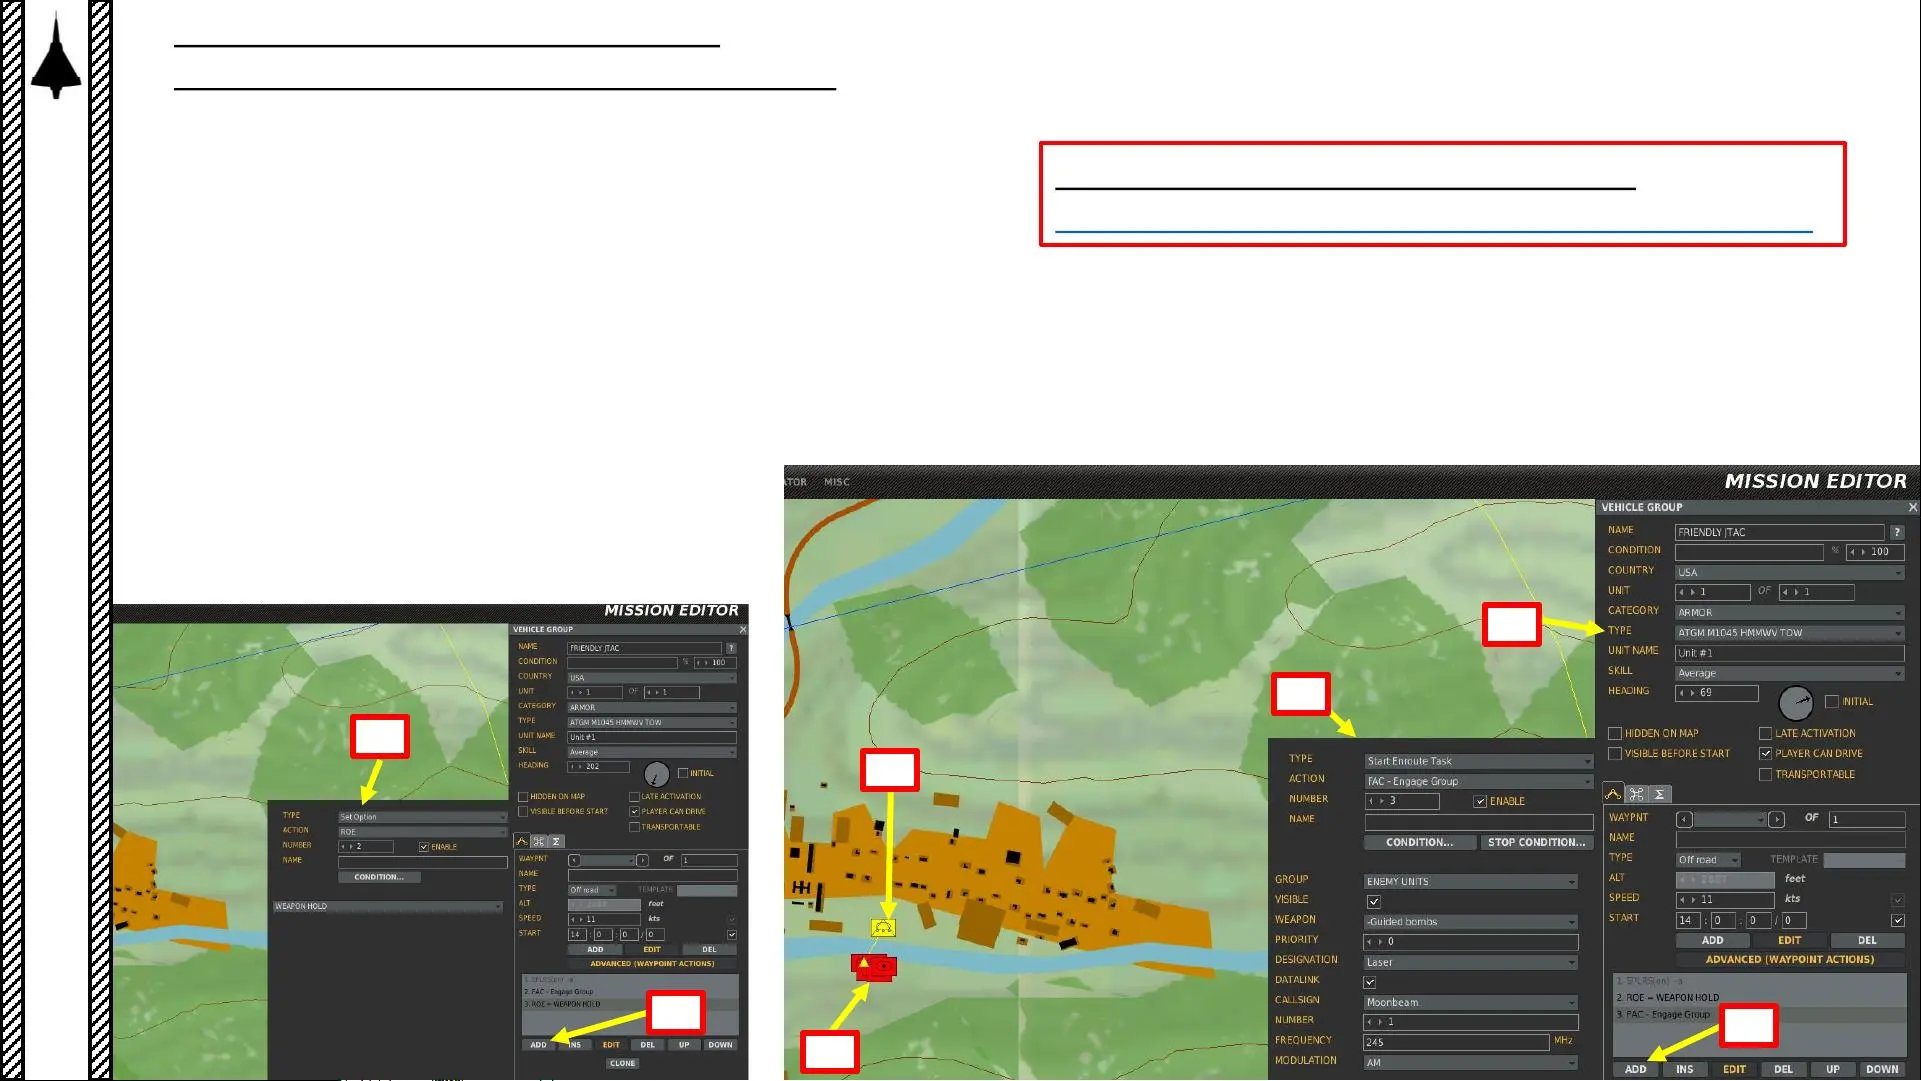 MISSION EDITOR
VEHICLE GROUP
NAME FRIENDLY JTAC ?
CONDITION % 100
COUNTRY USA
UNIT 1 OF 1
CATEGORY ARMOR
TYPE ATGM M1045 HMMWV TOW
UNIT NAME Unit #1
SKILL Average
HEADING 202 INITIAL
HIDDEN ON MAP LATE ACTIVATION
VISIBLE BEFORE START PLAYER CAN DRIVE
TRANSPORTABLE
TYPE Set Option
ACTION ROE
NUMBER 2 ENABLE
NAME
CONDITION...
WEAPON HOLD
WAYPNT OF 1
NAME
TYPE Off road TEMPLATE
ALT feet
SPEED 11 kts
START 14 : 0 : 0 / 0
ADD EDIT DEL
ADVANCED (WAYPOINT ACTIONS)
2. FAC - Engage Group
3. ROE = WEAPON HOLD
ADD INS EDIT DEL UP DOWN
CLONE
ATOR MISC
MISSION EDITOR
VEHICLE GROUP
NAME FRIENDLY JTAC ?
CONDITION % 100
COUNTRY USA
UNIT 1 OF 1
CATEGORY ARMOR
TYPE ATGM M1045 HMMWV TOW
UNIT NAME Unit #1
SKILL Average
HEADING 69 INITIAL
HIDDEN ON MAP LATE ACTIVATION
VISIBLE BEFORE START PLAYER CAN DRIVE
TRANSPORTABLE
TYPE Start Enroute Task
ACTION FAC - Engage Group
NUMBER 3 ENABLE
NAME
CONDITION... STOP CONDITION...
GROUP ENEMY UNITS
VISIBLE
WEAPON -Guided bombs
PRIORITY 0
DESIGNATION Laser
DATALINK
CALLSIGN Moonbeam
NUMBER 1
FREQUENCY 245 MHz
MODULATION AM
WAYPNT OF 1
NAME
TYPE Off road TEMPLATE
ALT feet
SPEED 11 kts
START 14 : 0 : 0 / 0
ADD EDIT DEL
ADVANCED (WAYPOINT ACTIONS)
1. EPLRS(on) -a
2. ROE = WEAPON HOLD
3. FAC - Engage Group
ADD INS EDIT DEL UP DOWN